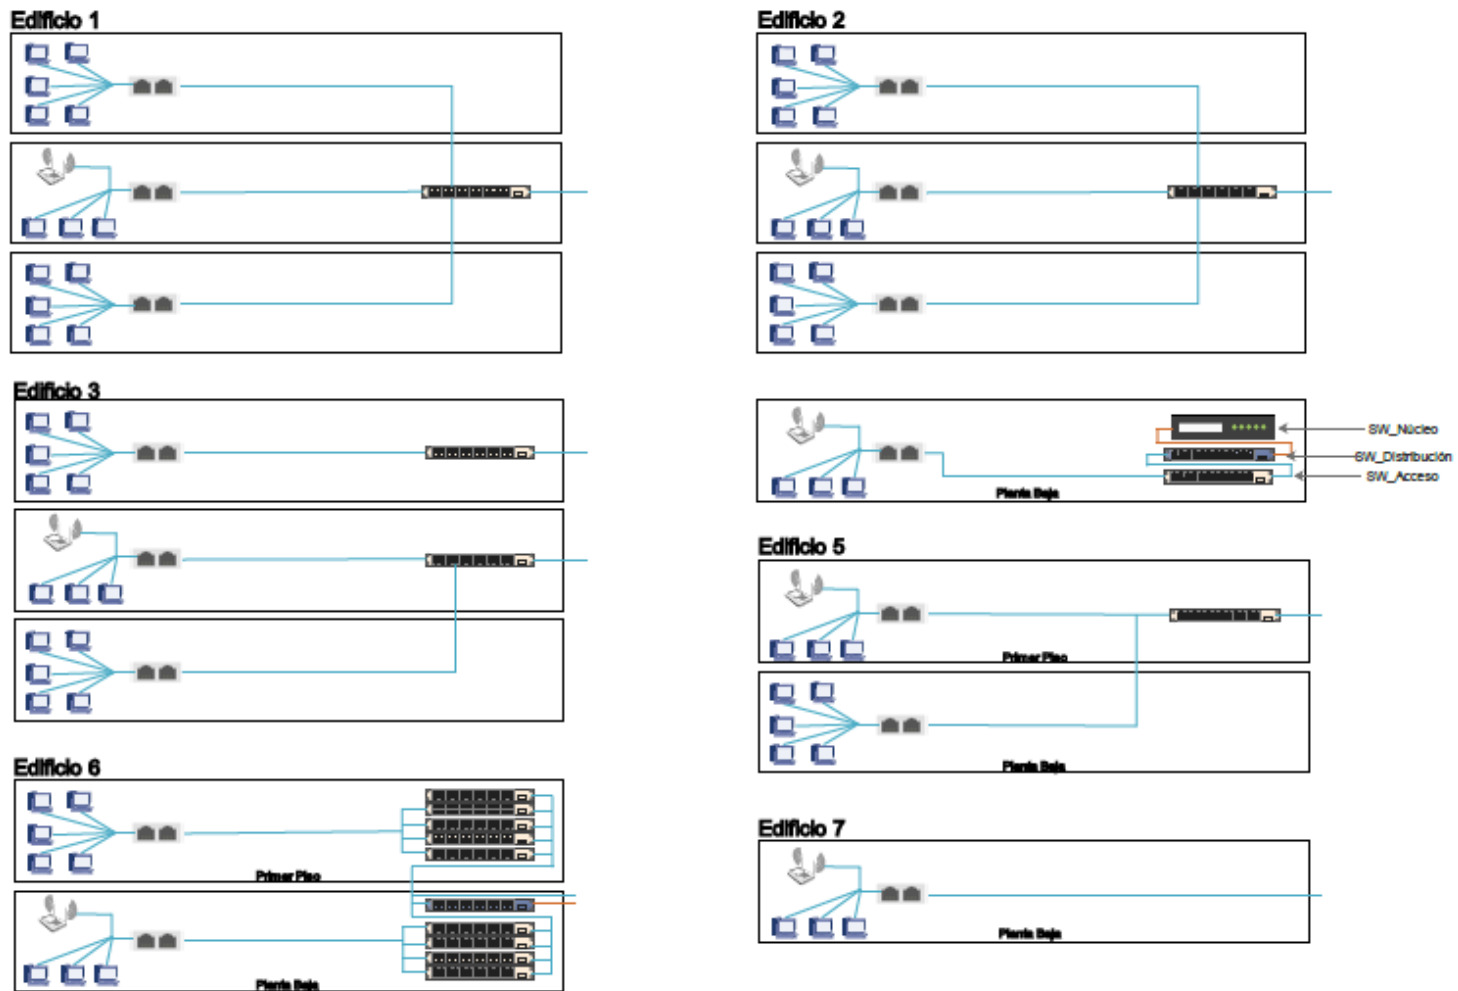 Edificio 1
Edificio 2
Edificio 3
SW_Núcleo
SW_Distribución
SW_Acceso
Planta Baja
Edificio 5
Primer Piso
Planta Baja
Edificio 6
Primer Piso
Planta Baja
Edificio 7
Planta Baja